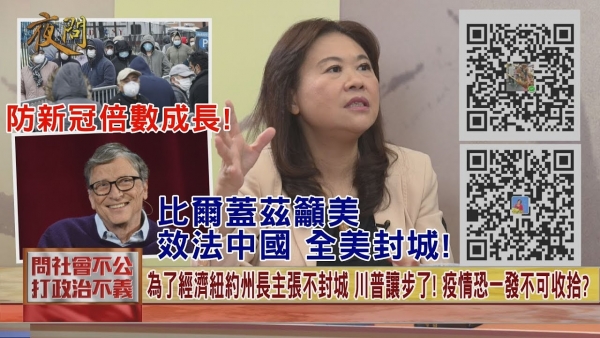 夜問
防新冠倍數成長!
比爾蓋茲籲美
效法中國 全美封城!
問社會不公
打政治不義
為了經濟紐約州長主張不封城 川普讓步了! 疫情恐一發不可收拾?